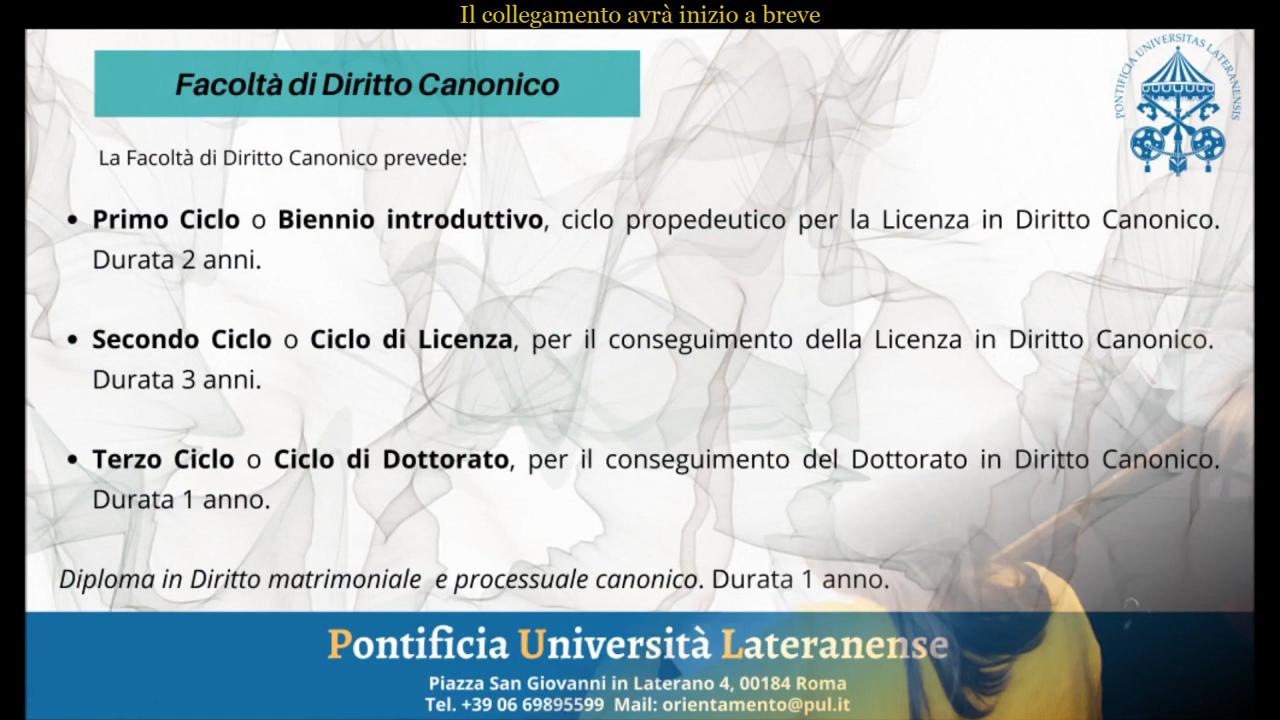 Il collegamento avrà inizio a breve
Facoltà di Diritto Canonico
PONTIFICIA UNIVERSITAS LATERANENSIS
La Facoltà di Diritto Canonico prevede:
• Primo Ciclo o Biennio introduttivo, ciclo propedeutico per la Licenza in Diritto Canonico.
Durata 2 anni.
• Secondo Ciclo o Ciclo di Licenza, per il conseguimento della Licenza in Diritto Canonico.
Durata 3 anni.
• Terzo Ciclo o Ciclo di Dottorato, per il conseguimento del Dottorato in Diritto Canonico.
Durata 1 anno.
Diploma in Diritto matrimoniale e processuale canonico. Durata 1 anno.
Pontificia Università Lateranense
Piazza San Giovanni in Laterano 4, 00184 Roma
Tel. +39 06 69895599 Mail: orientamento@pul.it